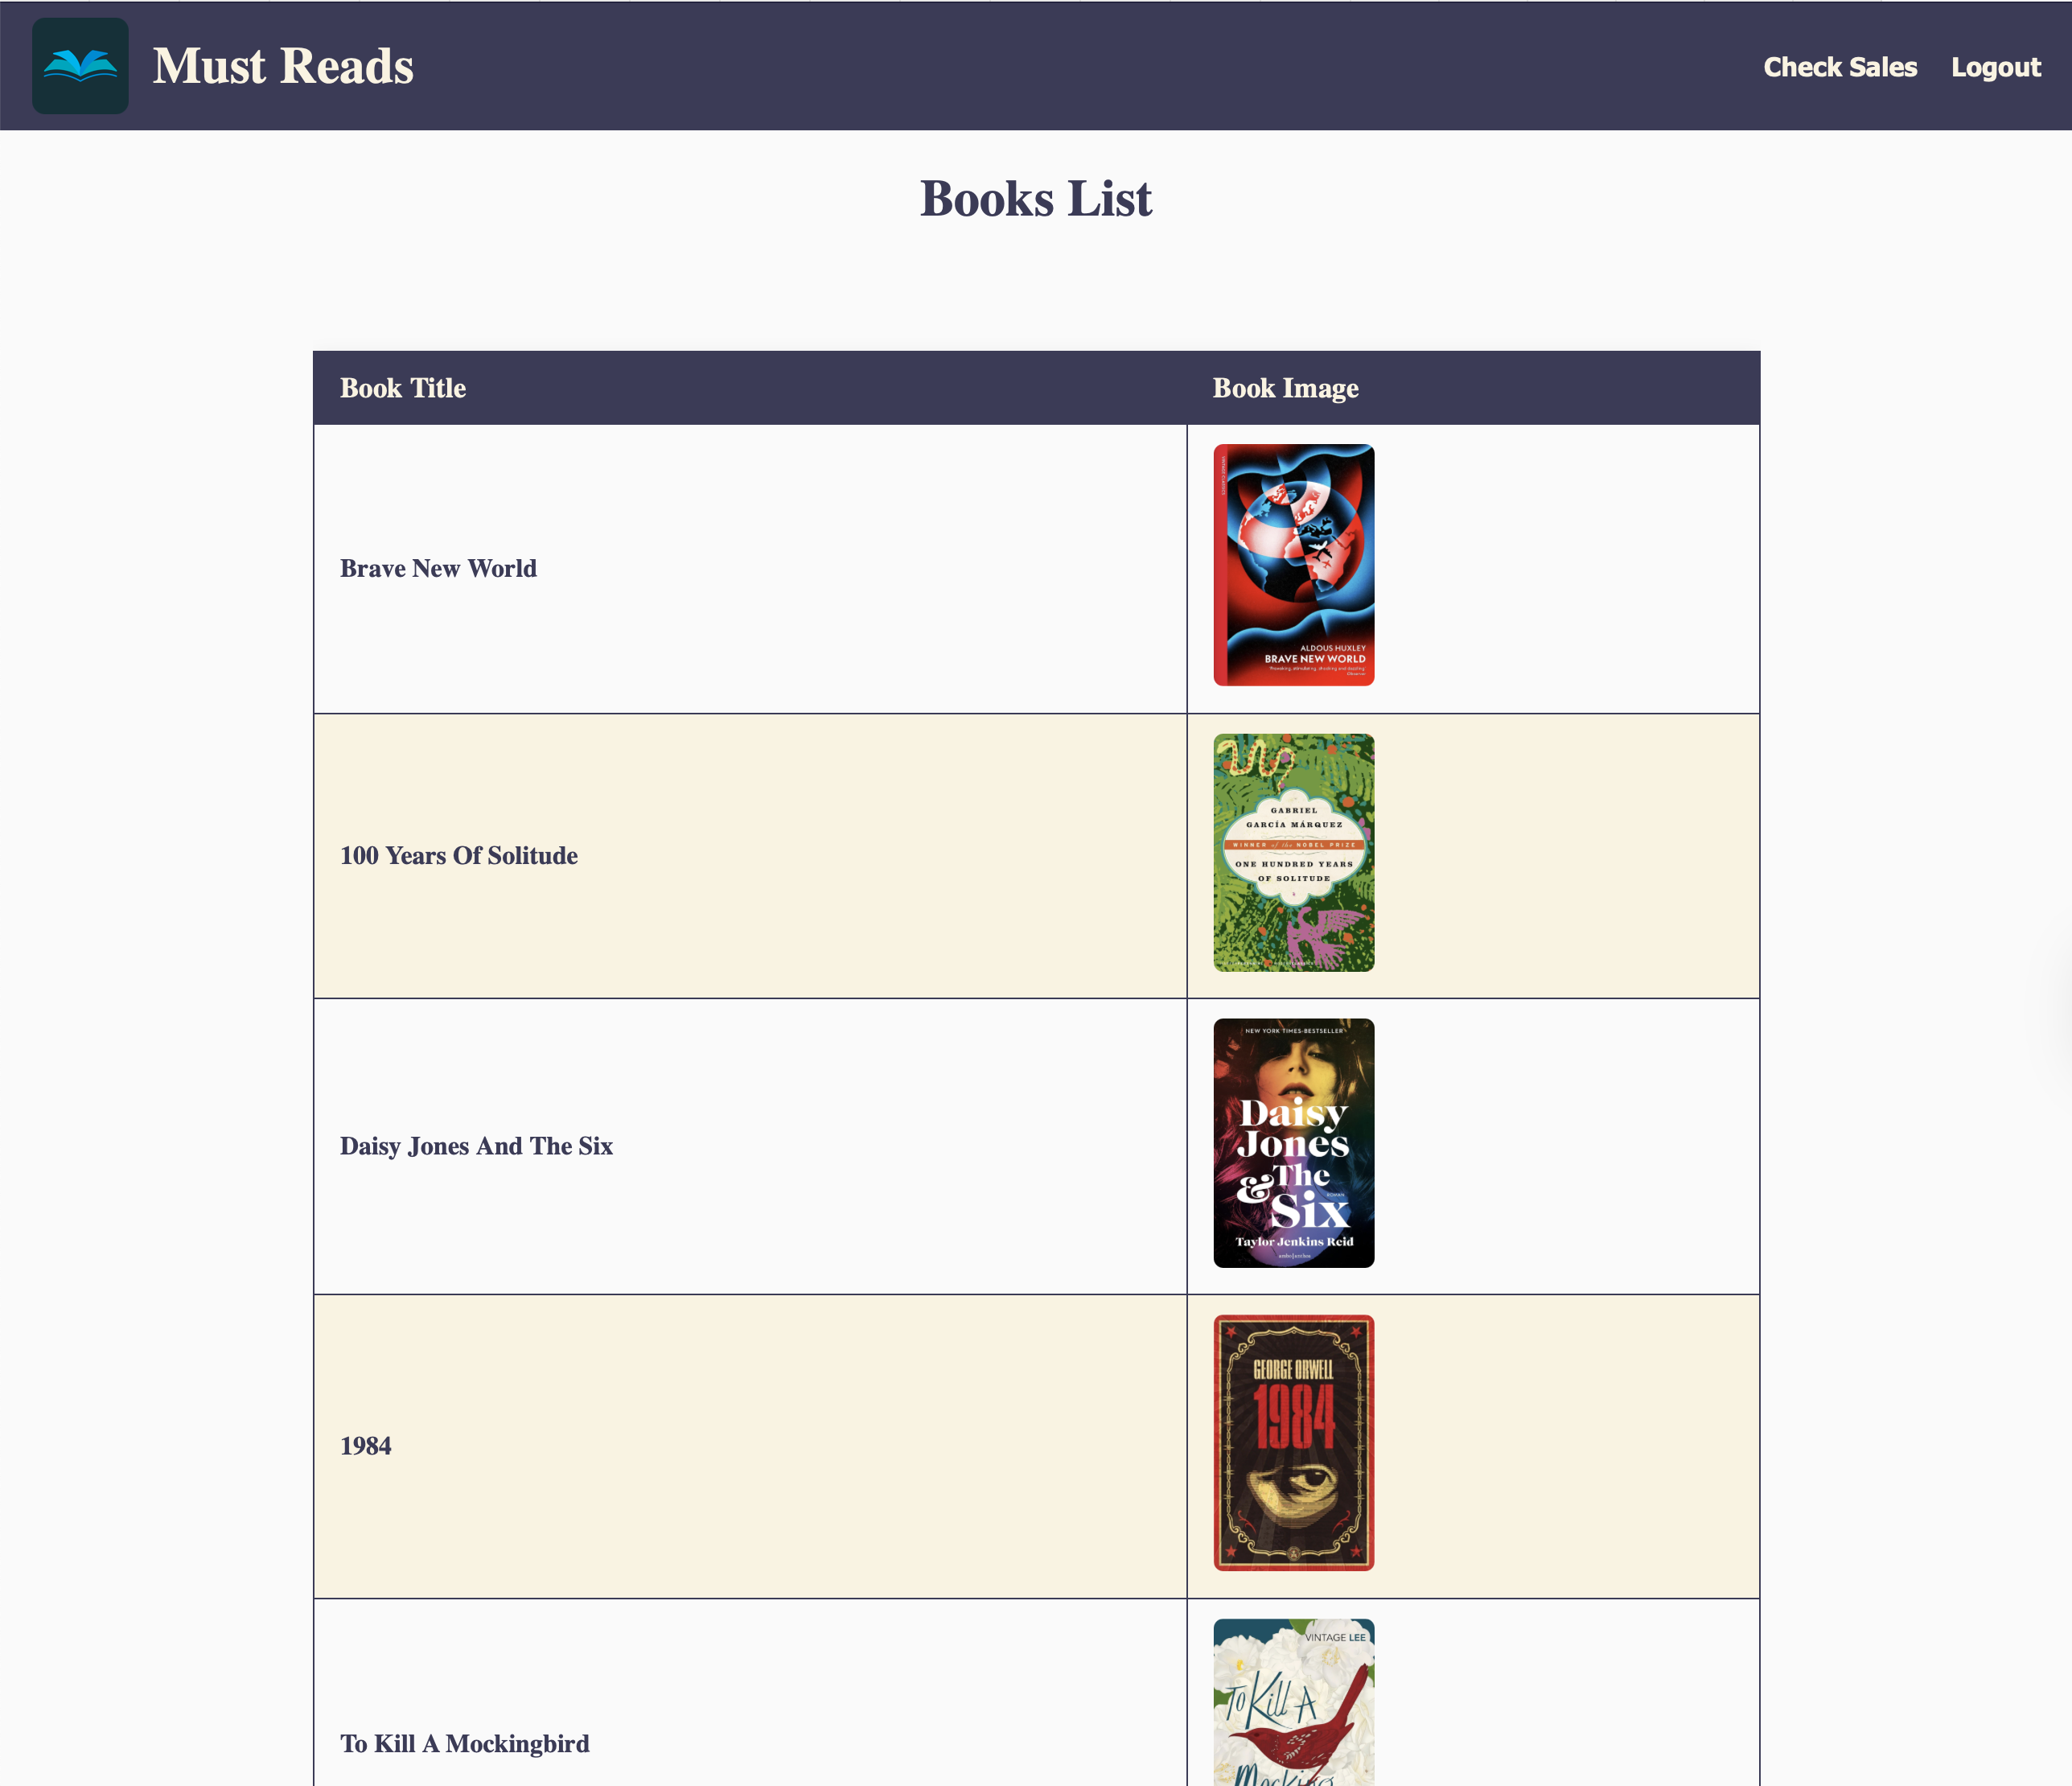 Must Reads
Check Sales
Logout
Books List
Book Title
Book Image
Brave New World
ALDOUS HUXLEY
BRAVE NEW WORLD
100 Years Of Solitude
GABRIEL
GARCÍA MÁRQUEZ
WINNER of the NOBEL PRIZE
ONE HUNDRED YEARS
OF SOLITUDE
Daisy Jones And The Six
NEW YORK TIMES-BESTSELLER
Daisy
Jones
& The
ROMAN
Six
Taylor Jenkins Reid
ambo|anthos
1984
GEORGE ORWELL
1984
To Kill A Mockingbird
VINTAGE LEE
To Kill A